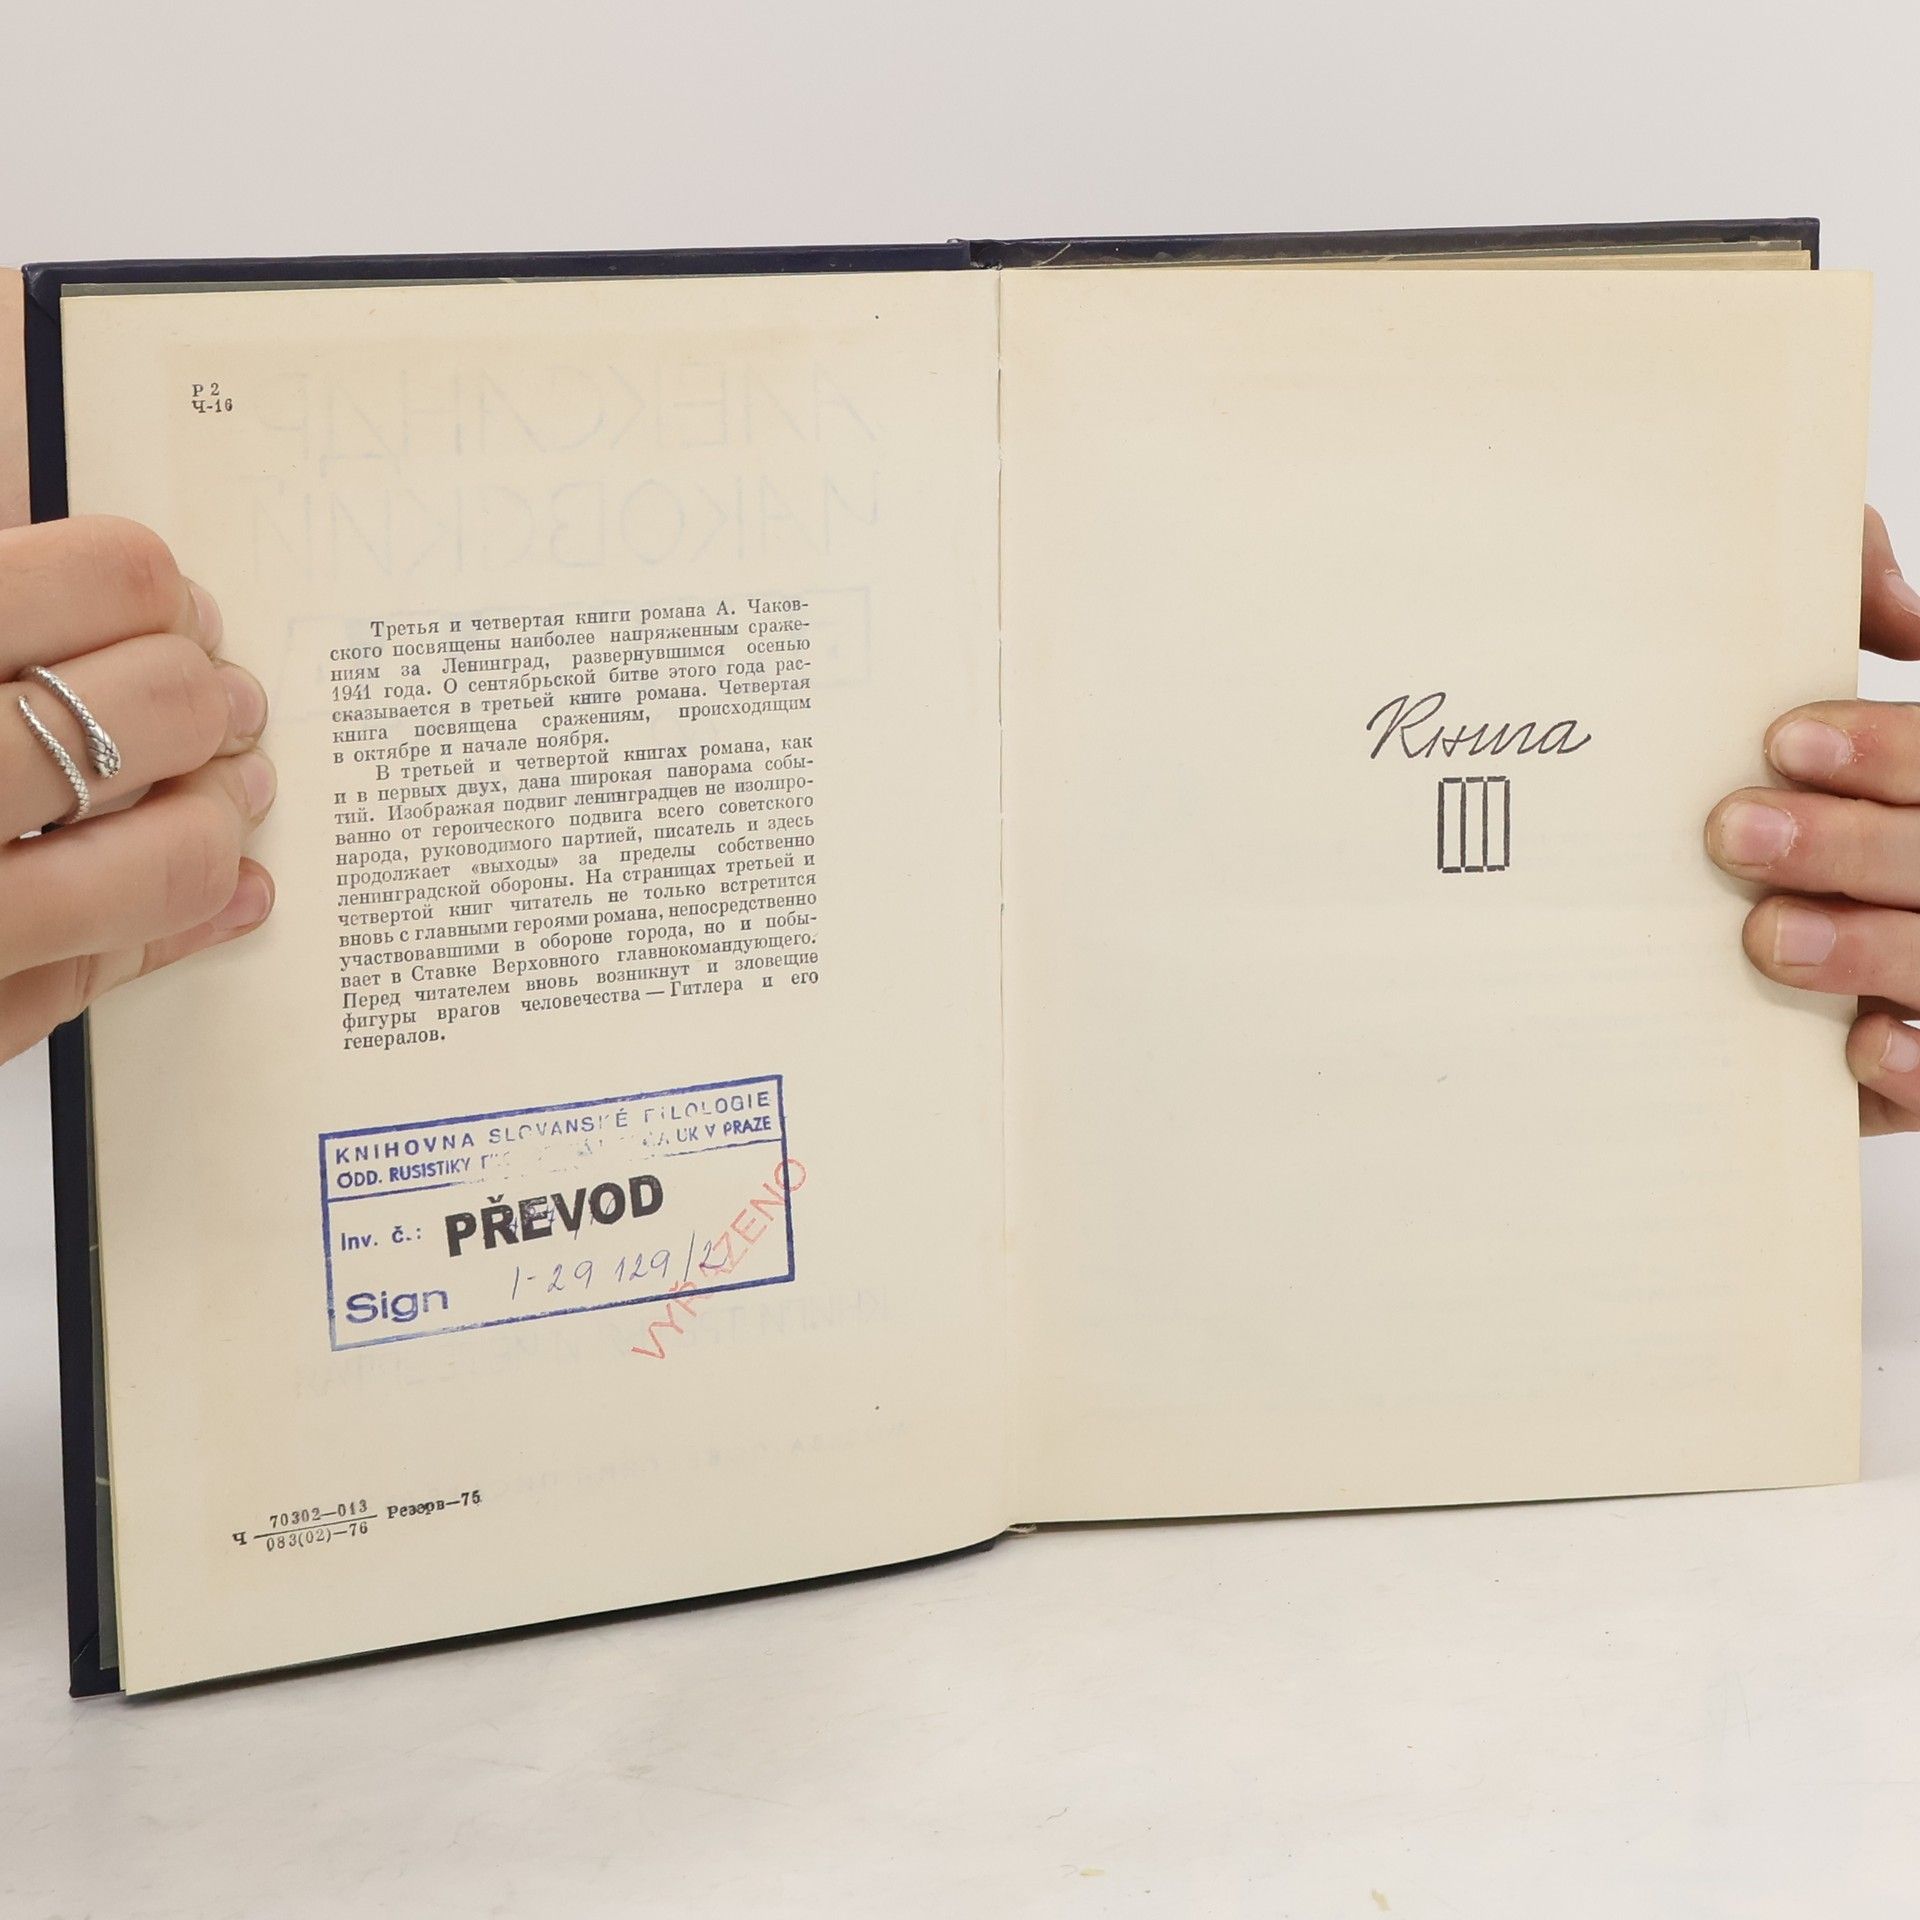 Р 2
Ч-16
Третья и четвертая книги романа А. Чаков-
ского посвящены наиболее напряженным сраже-
ниям за Ленинград, развернувшимся осенью
1941 года. О сентябрьской битве этого года рас-
сказывается в третьей книге романа. Четвертая
книга посвящена сражениям, происходящим
в октябре и начале ноября.
В третьей и четвертой книгах романа, как
и в первых двух, дана широкая панорама собы-
тий. Изображая подвиг ленинградцев не изолиро-
ванно от героического подвига всего советского
народа, руководимого партией, писатель и здесь
продолжает «выходы» за пределы собственно
ленинградской обороны. На страницах третьей и
четвертой книг читатель не только встретится
вновь с главными героями романа, непосредственно
участвовавшими в обороне города, но и побы-
вает в Ставке Верховного главнокомандующего.
Перед читателем вновь возникнут и зловещие
фигуры врагов человечества — Гитлера и его
генералов.
KNIHOVNA SLOVANSKÉ FILOLOGIE
ODD. RUSISTIKY UK V PRAZE
Inv. č.: PŘEVOD
Sign 1-29 129/2
VYŘAZENO
Ч 70302—013 Резерв—75
083(02)—76
Книга
III